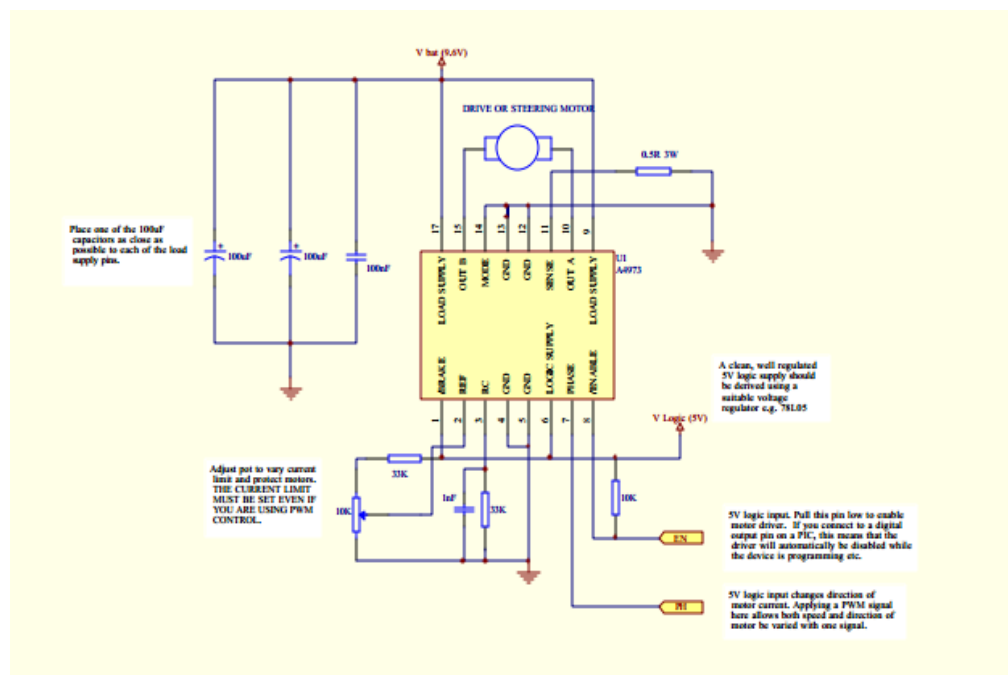 V bat (9.6V)
DRIVE OR STEERING MOTOR
0.5R 3W
Place one of the 100uF
capacitors as close as
possible to each of the load
supply pins.
+
100uF
+
100uF
100nF
17
15
14
13
12
11
10
9
U1
A4973
LOAD SUPPLY
OUT B
MODE
GND
GND
SENSE
OUT A
LOAD SUPPLY
/BRAKE
REF
RC
GND
GND
LOGIC SUPPLY
PHASE
/ENABLE
1
2
3
4
5
6
7
8
A clean, well regulated
5V logic supply should
be derived using a
suitable voltage
regulator e.g. 78L05
V Logic (5V)
Adjust pot to vary current
limit and protect motors.
THE CURRENT LIMIT
MUST BE SET EVEN IF
YOU ARE USING PWM
CONTROL.
33K
10K
1nF
33K
10K
EN
5V logic input. Pull this pin low to enable
motor driver. If you connect to a digital
output pin on a PIC, this means that the
driver will automatically be disabled while
the device is programming etc.
PH
5V logic input changes direction of
motor current. Applying a PWM signal
here allows both speed and direction of
motor be varied with one signal.